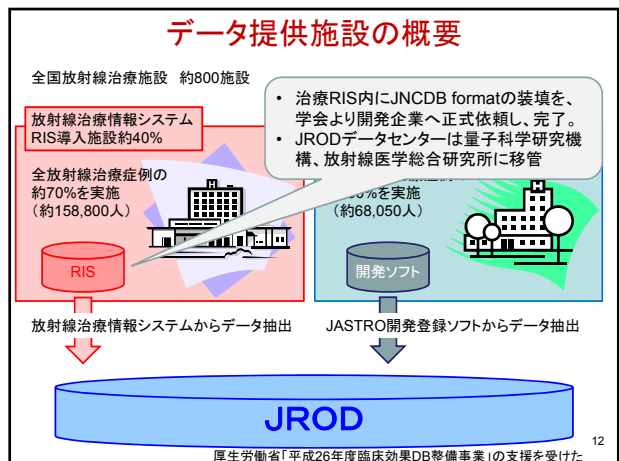 データ提供施設の概要
全国放射線治療施設　約800施設
• 治療RIS内にJNCDB formatの装填を、
学会より開発企業へ正式依頼し、完了。
• JRODデータセンターは量子科学研究機
構、放射線医学総合研究所に移管
放射線治療情報システム
RIS導入施設約40%
全放射線治療症例の
約70%を実施
（約158,800人）
%を実施
（約68,050人）
RIS
開発ソフト
放射線治療情報システムからデータ抽出
JASTRO開発登録ソフトからデータ抽出
JROD
12
厚生労働省「平成26年度臨床効果DB整備事業」の支援を受けた